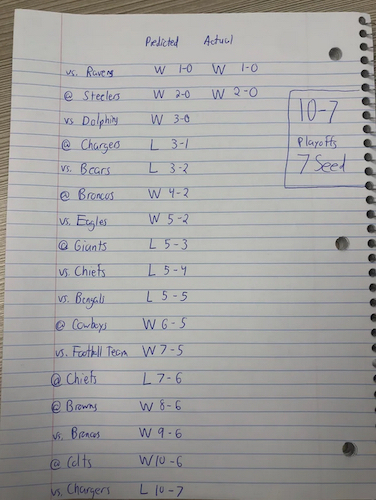 Predicted Actual
vs. Ravens W 1-0 W 1-0
@ Steelers W 2-0 W 2-0
vs Dolphins W 3-0
@ Chargers L 3-1
vs. Bears L 3-2
@ Broncos W 4-2
vs. Eagles W 5-2
@ Giants L 5-3
vs. Chiefs L 5-4
vs. Bengals L 5-5
@ Cowboys W 6-5
vs. Football Team W 7-5
@ Chiefs L 7-6
@ Browns W 8-6
vs. Broncos W 9-6
@ Colts W 10-6
vs. Chargers L 10-7
10-7
Playoffs
7 Seed